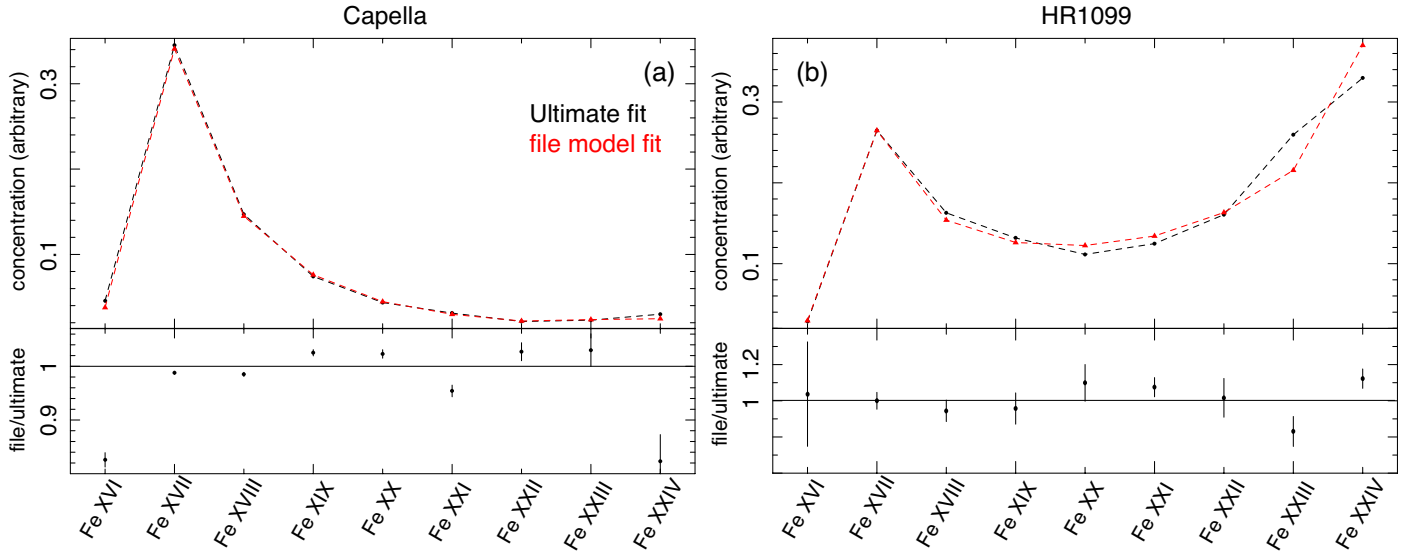 Capella
HR1099
(a)
(b)
Ultimate fit
file model fit
concentration (arbitrary)
0.3
0.1
file/ultimate
1
0.9
Fe XVI
Fe XVII
Fe XVIII
Fe XIX
Fe XX
Fe XXI
Fe XXII
Fe XXIII
Fe XXIV
concentration (arbitrary)
0.3
0.1
file/ultimate
1.2
1
Fe XVI
Fe XVII
Fe XVIII
Fe XIX
Fe XX
Fe XXI
Fe XXII
Fe XXIII
Fe XXIV